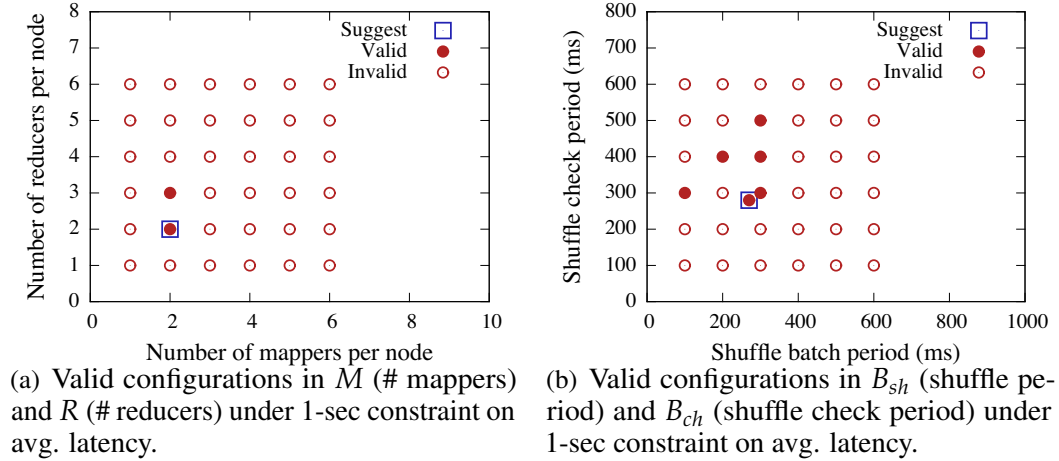 Number of reducers per node
8
7
6
5
4
3
2
1
0
Suggest
Valid
Invalid
0 2 4 6 8 10
Number of mappers per node
(a) Valid configurations in M (# mappers)
and R (# reducers) under 1-sec constraint on
avg. latency.
Shuffle check period (ms)
800
700
600
500
400
300
200
100
0
Suggest
Valid
Invalid
0 200 400 600 800 1000
Shuffle batch period (ms)
(b) Valid configurations in B_sh (shuffle pe-
riod) and B_ch (shuffle check period) under
1-sec constraint on avg. latency.